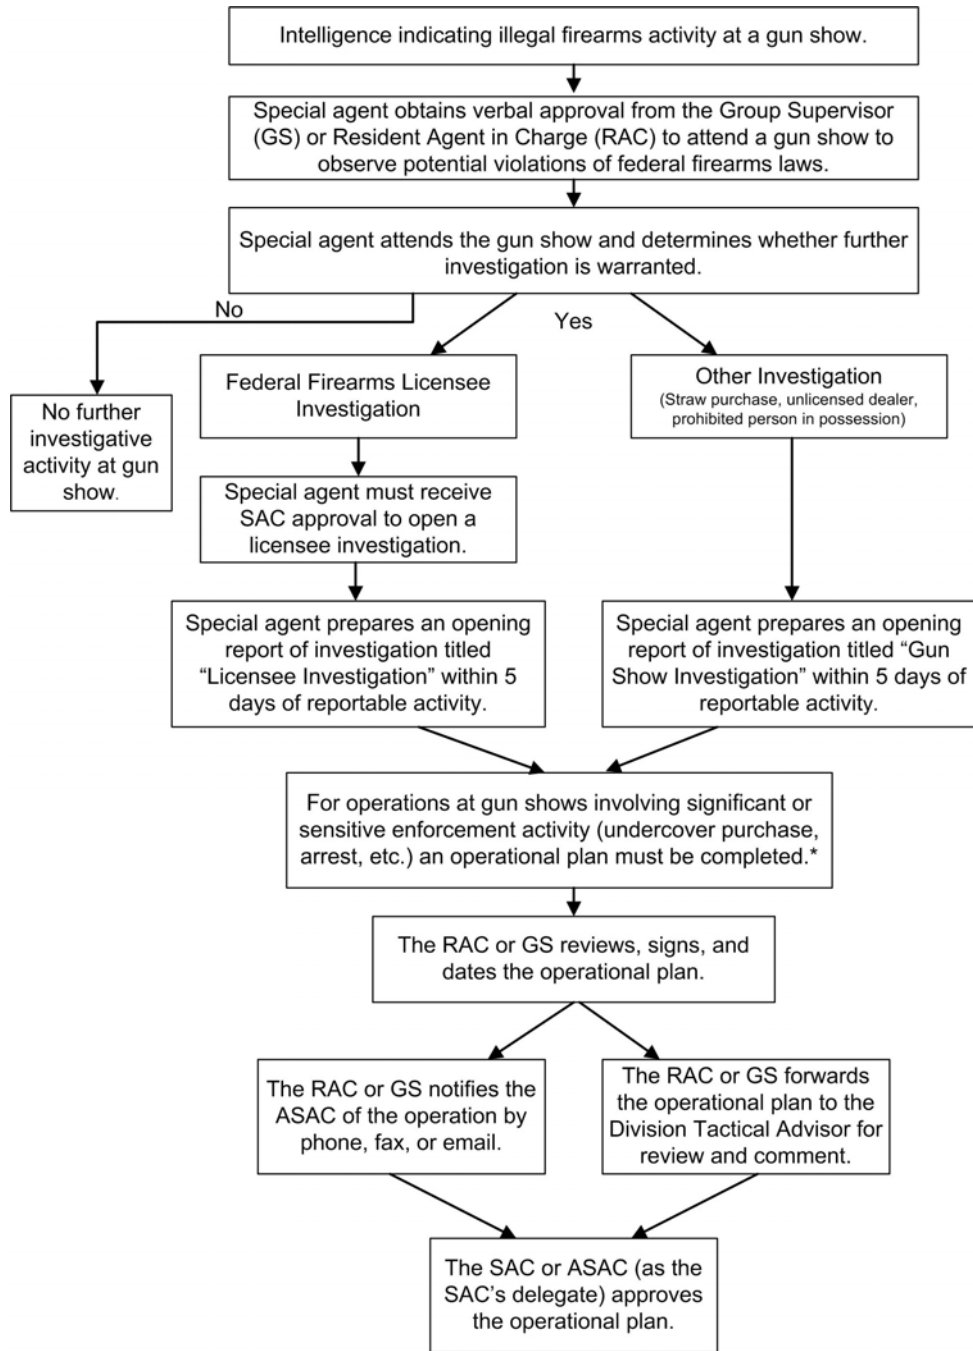 Intelligence indicating illegal firearms activity at a gun show.
Special agent obtains verbal approval from the Group Supervisor
(GS) or Resident Agent in Charge (RAC) to attend a gun show to
observe potential violations of federal firearms laws.
Special agent attends the gun show and determines whether further
investigation is warranted.
No
Yes
No further
investigative
activity at gun
show.
Federal Firearms Licensee
Investigation
Other Investigation
(Straw purchase, unlicensed dealer,
prohibited person in possession)
Special agent must receive
SAC approval to open a
licensee investigation.
Special agent prepares an opening
report of investigation titled
“Licensee Investigation” within 5
days of reportable activity.
Special agent prepares an opening
report of investigation titled “Gun
Show Investigation” within 5 days of
reportable activity.
For operations at gun shows involving significant or
sensitive enforcement activity (undercover purchase,
arrest, etc.) an operational plan must be completed.*
The RAC or GS reviews, signs, and
dates the operational plan.
The RAC or GS notifies the
ASAC of the operation by
phone, fax, or email.
The RAC or GS forwards
the operational plan to the
Division Tactical Advisor for
review and comment.
The SAC or ASAC (as the
SAC’s delegate) approves
the operational plan.